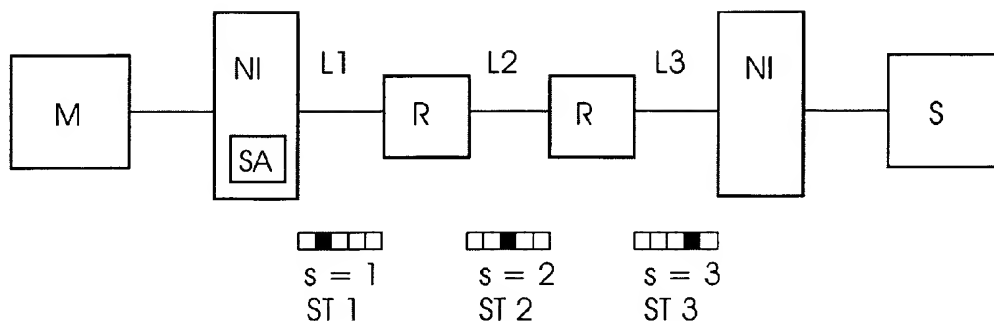 M
NI
SA
L1
R
L2
R
L3
NI
S
s = 1
ST 1
s = 2
ST 2
s = 3
ST 3